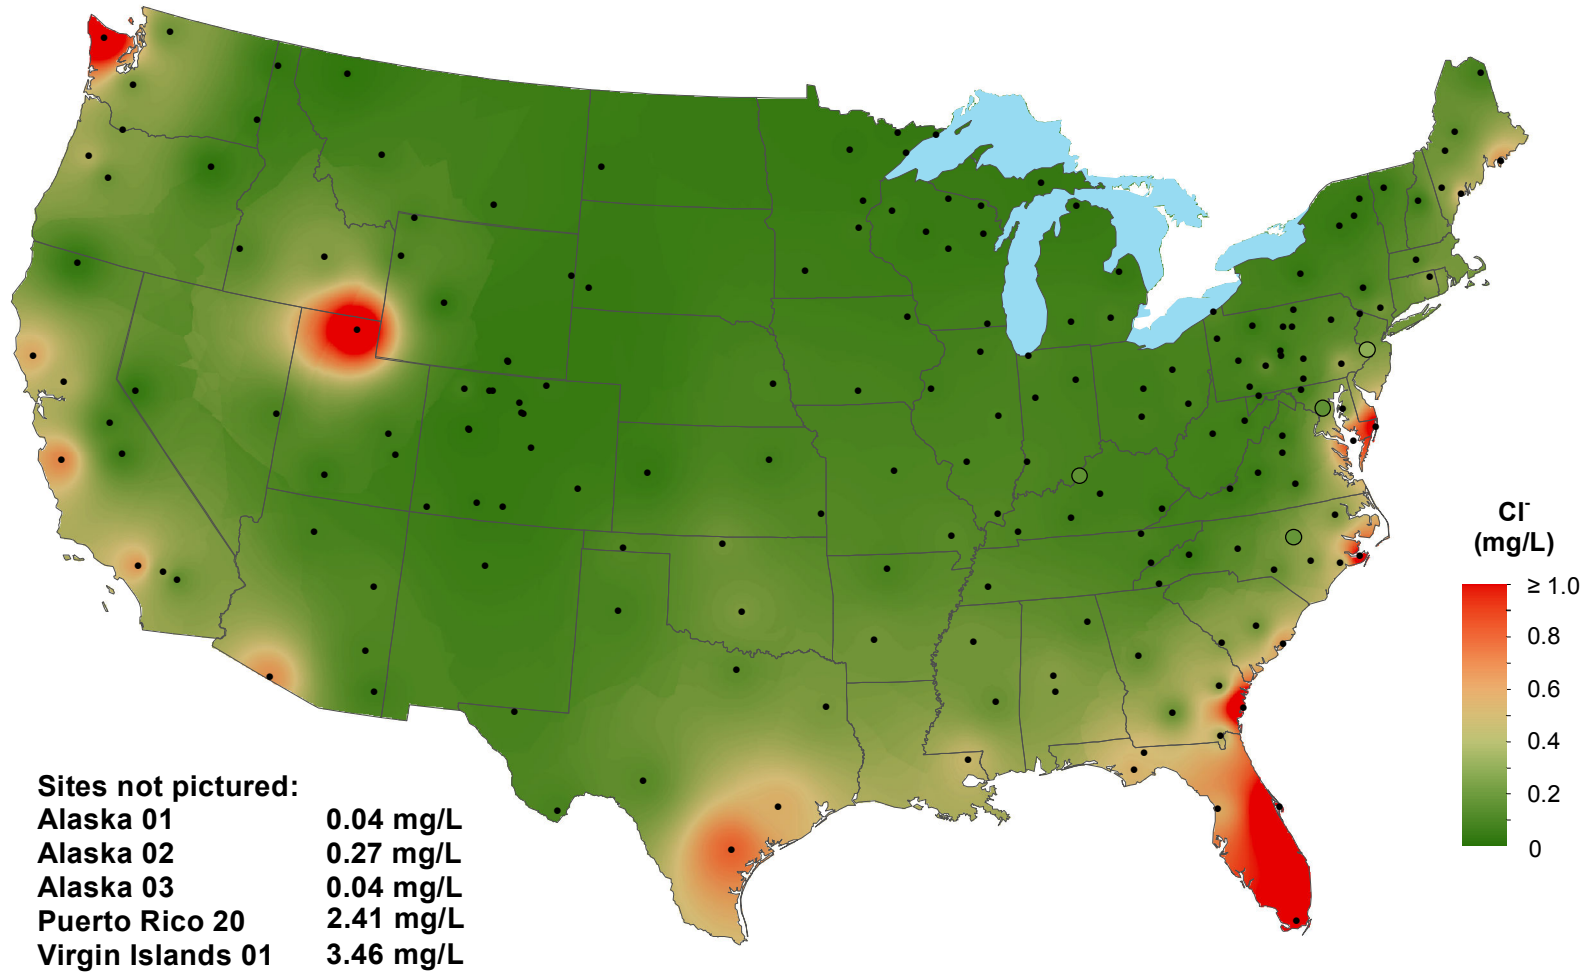 Cl-
(mg/L)
≥ 1.0
0.8
0.6
0.4
0.2
0
Sites not pictured:
Alaska 01 0.04 mg/L
Alaska 02 0.27 mg/L
Alaska 03 0.04 mg/L
Puerto Rico 20 2.41 mg/L
Virgin Islands 01 3.46 mg/L